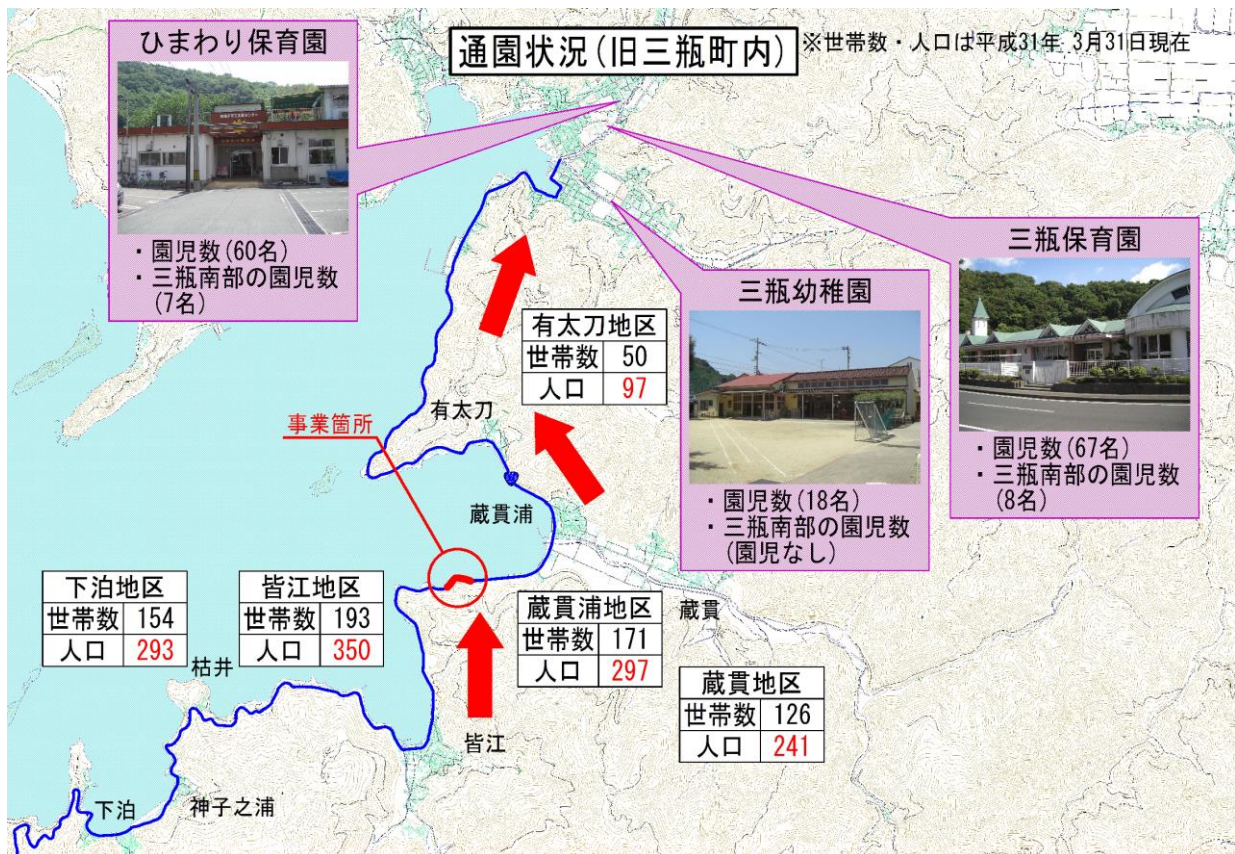 通園状況(旧三瓶町内)
※世帯数・人口は平成31年 3月31日現在
ひまわり保育園
・園児数(60名)
・三瓶南部の園児数
(7名)
三瓶保育園
・園児数(67名)
・三瓶南部の園児数
(8名)
三瓶幼稚園
・園児数(18名)
・三瓶南部の園児数
(園児なし)
有太刀地区
世帯数 50
人口 97
有太刀
事業箇所
蔵貫浦
下泊地区
世帯数 154
人口 293
皆江地区
世帯数 193
人口 350
蔵貫浦地区
世帯数 171
人口 297
蔵貫
蔵貫地区
世帯数 126
人口 241
枯井
皆江
神子之浦
下泊